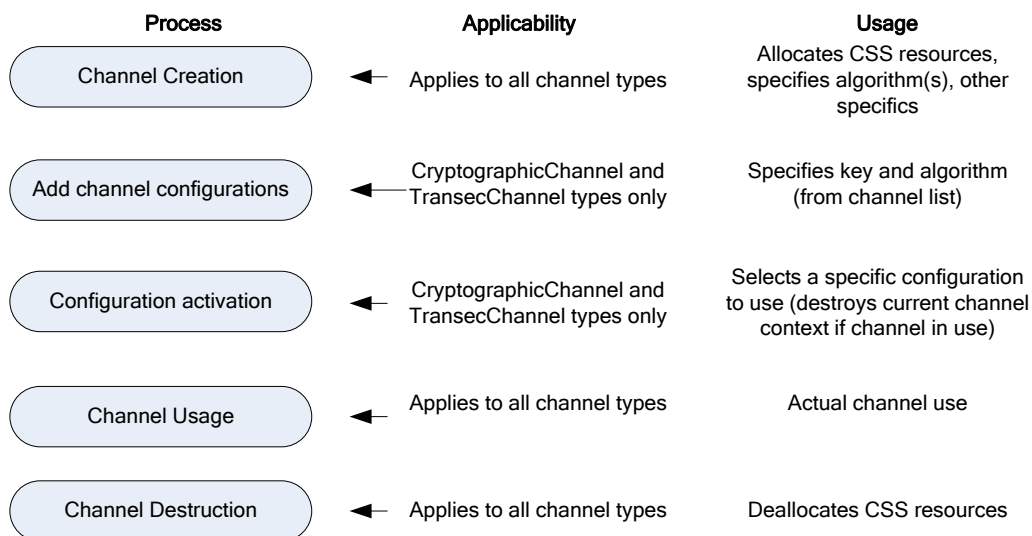 Process Applicability Usage
Channel Creation
Applies to all channel types
Allocates CSS resources,
specifies algorithm(s), other
specifics
Add channel configurations
CryptographicChannel and
TransecChannel types only
Specifies key and algorithm
(from channel list)
Configuration activation
CryptographicChannel and
TransecChannel types only
Selects a specific configuration
to use (destroys current channel
context if channel in use)
Channel Usage
Applies to all channel types
Actual channel use
Channel Destruction
Applies to all channel types
Deallocates CSS resources